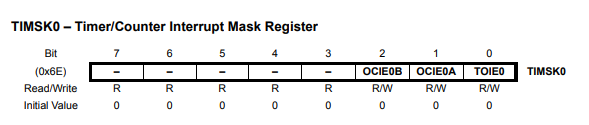 TIMSK0 – Timer/Counter Interrupt Mask Register
Bit 7 6 5 4 3 2 1 0
(0x6E) – – – – – OCIE0B OCIE0A TOIE0 TIMSK0
Read/Write R R R R R R/W R/W R/W
Initial Value 0 0 0 0 0 0 0 0